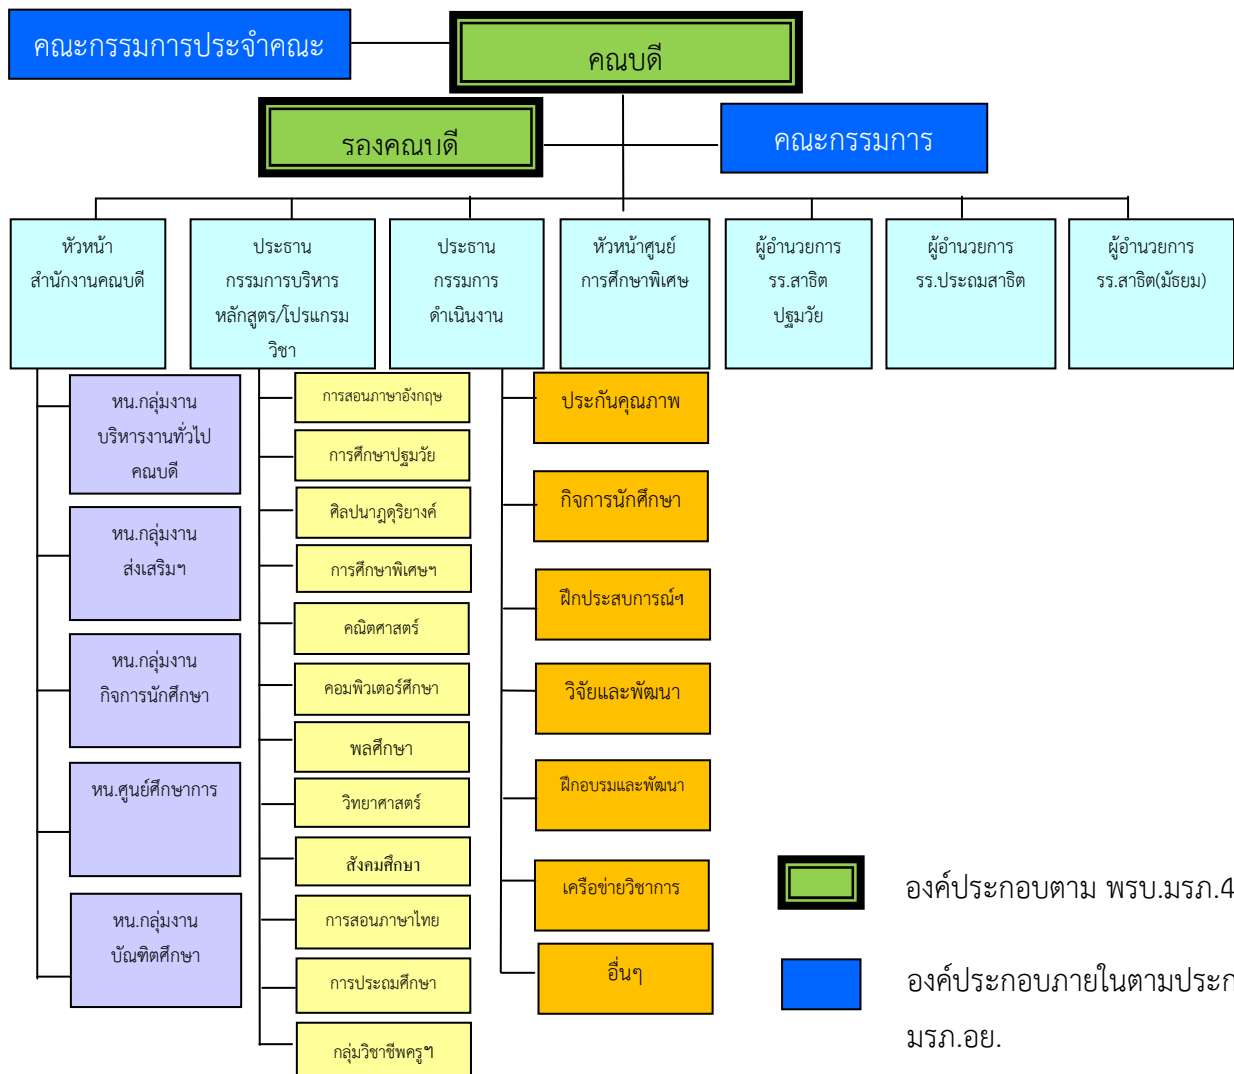 คณะกรรมการประจำคณะ
คณบดี
รองคณบดี
คณะกรรมการ
หัวหน้า
สำนักงานคณบดี
ประธาน
กรรมการบริหาร
หลักสูตร/โปรแกรม
วิชา
ประธาน
กรรมการ
ดำเนินงาน
หัวหน้าศูนย์
การศึกษาพิเศษ
ผู้อำนวยการ
รร.สาธิต
ปฐมวัย
ผู้อำนวยการ
รร.ประถมสาธิต
ผู้อำนวยการ
รร.สาธิต(มัธยม)
หน.กลุ่มงาน
บริหารงานทั่วไป
คณบดี
หน.กลุ่มงาน
ส่งเสริมฯ
หน.กลุ่มงาน
กิจการนักศึกษา
หน.ศูนย์ศึกษาการ
หน.กลุ่มงาน
บัณฑิตศึกษา
การสอนภาษาอังกฤษ
การศึกษาปฐมวัย
ศิลปนาฏดุริยางค์
การศึกษาพิเศษฯ
คณิตศาสตร์
คอมพิวเตอร์ศึกษา
พลศึกษา
วิทยาศาสตร์
สังคมศึกษา
การสอนภาษาไทย
การประถมศึกษา
กลุ่มวิชาชีพครูฯ
ประกันคุณภาพ
กิจการนักศึกษา
ฝึกประสบการณ์ฯ
วิจัยและพัฒนา
ฝึกอบรมและพัฒนา
เครือข่ายวิชาการ
อื่นๆ
องค์ประกอบตาม พรบ.มรภ.4
องค์ประกอบภายในตามประก
มรภ.อย.